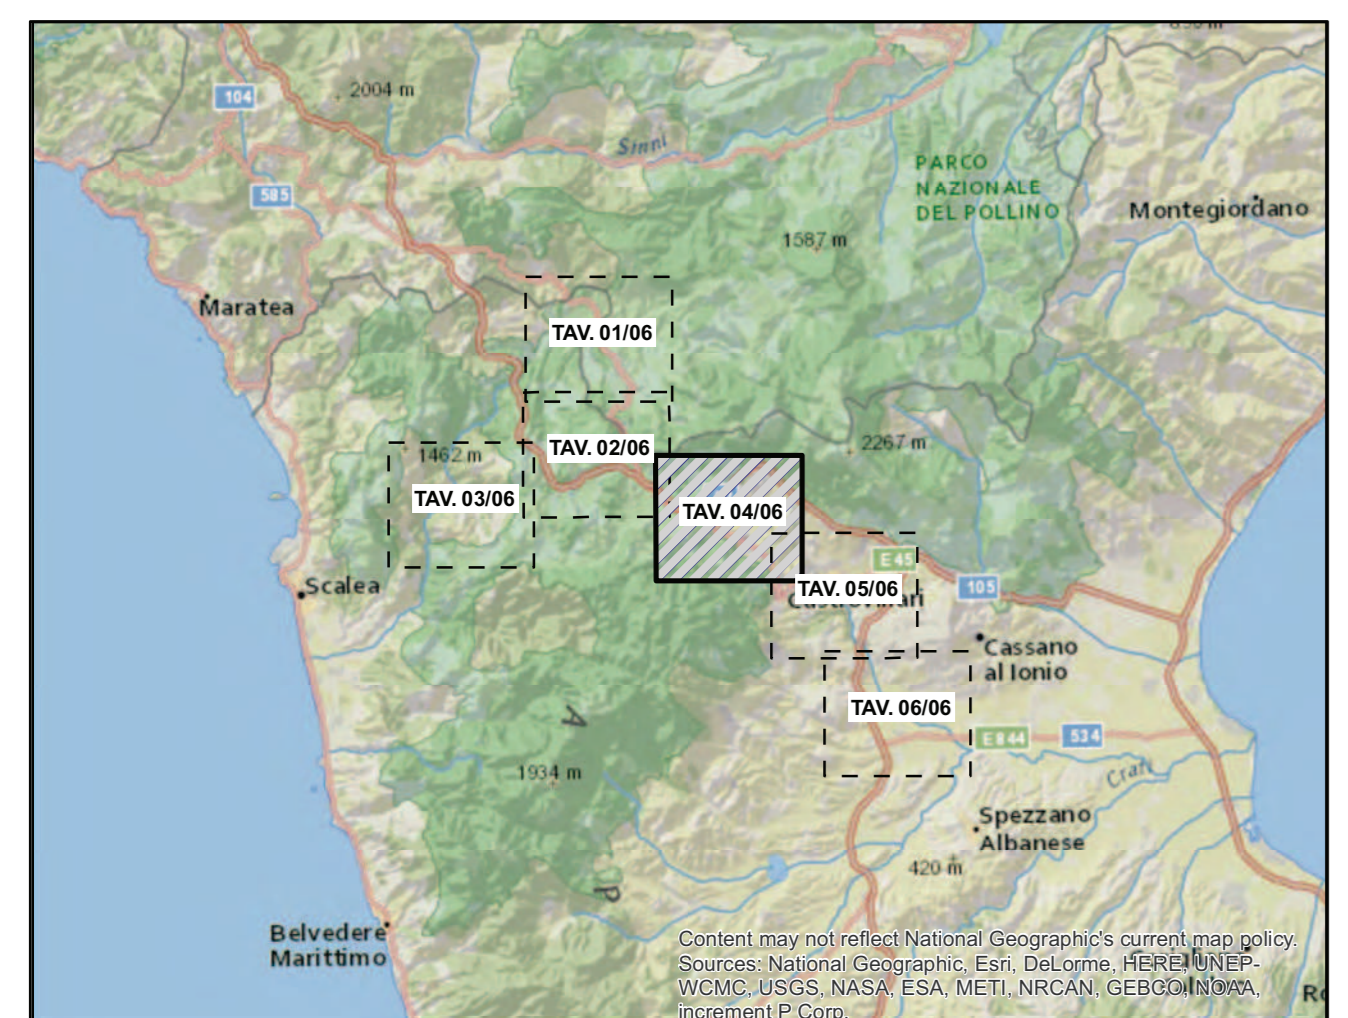 104
2004 m
Sinni
585
PARCO
NAZIONALE
DEL POLLINO
Montegiordano
1587 m
Maratea
TAV. 01/06
TAV. 02/06
2267 m
1462 m
TAV. 03/06
TAV. 04/06
E45
105
Scalea
TAV. 05/06
Cassano
al Ionio
TAV. 06/06
A
E844
534
1934 m
Crati
Spezzano
Albanese
420 m
P
Belvedere
Marittimo
Content may not reflect National Geographic's current map policy.
Sources: National Geographic, Esri, DeLorme, HERE, UNEP-
WCMC, USGS, NASA, ESA, METI, NRCAN, GEBCO, NOAA,
increment P Corp.